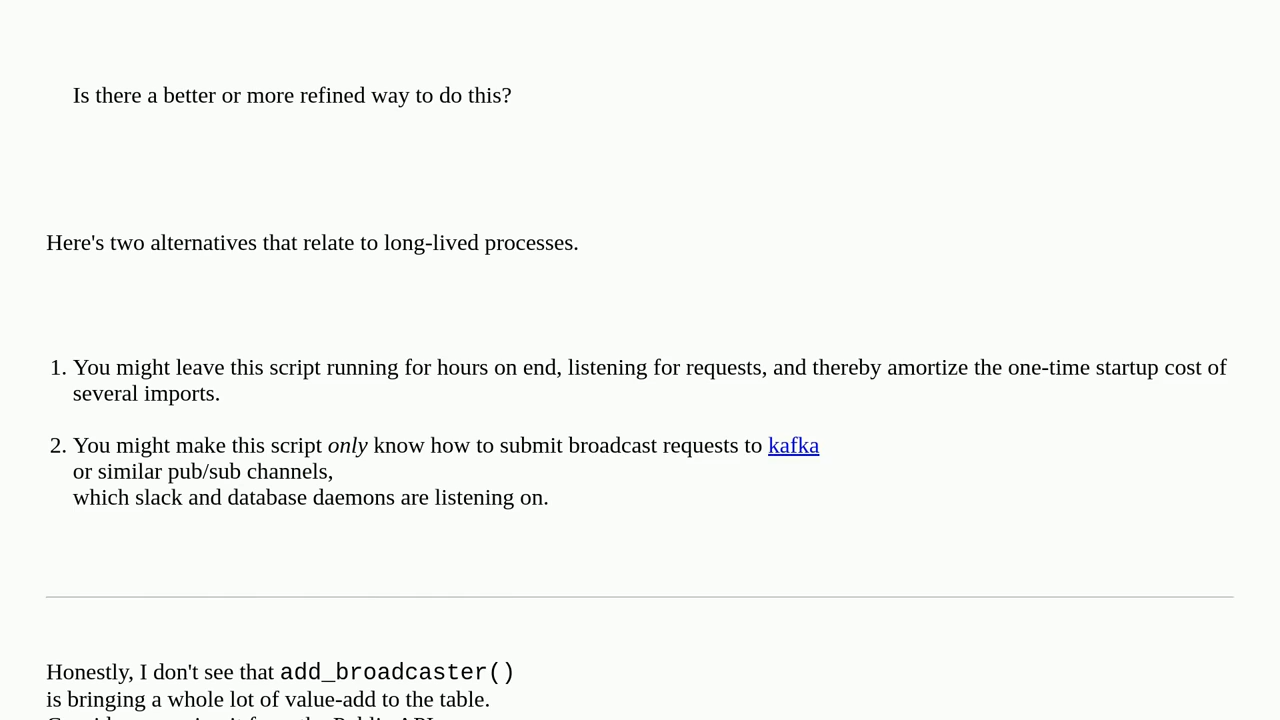 Is there a better or more refined way to do this?
Here's two alternatives that relate to long-lived processes.
1. You might leave this script running for hours on end, listening for requests, and thereby amortize the one-time startup cost of
several imports.
2. You might make this script only know how to submit broadcast requests to kafka
or similar pub/sub channels,
which slack and database daemons are listening on.
Honestly, I don't see that add_broadcaster()
is bringing a whole lot of value-add to the table.